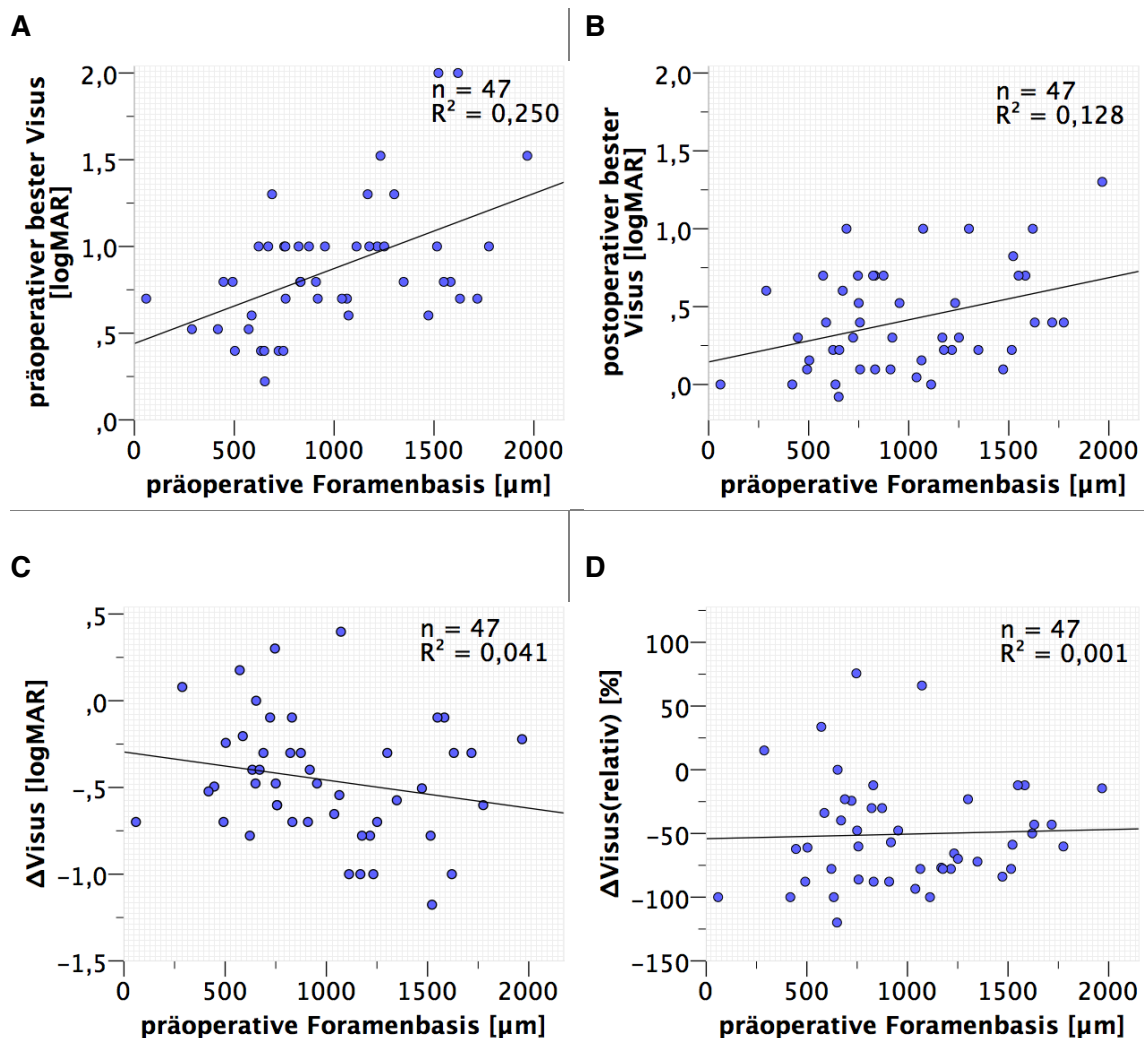 A
präoperativer bester Visus
[logMAR]
2,0
1,5
1,0
,5
,0
n = 47
R² = 0,250
0 500 1000 1500 2000
präoperative Foramenbasis [µm]
B
postoperativer bester
Visus [logMAR]
2,0
1,5
1,0
,5
,0
n = 47
R² = 0,128
0 500 1000 1500 2000
präoperative Foramenbasis [µm]
C
ΔVisus [logMAR]
,5
,0
-,5
-1,0
-1,5
n = 47
R² = 0,041
0 500 1000 1500 2000
präoperative Foramenbasis [µm]
D
ΔVisus(relativ) [%]
100
50
0
-50
-100
-150
n = 47
R² = 0,001
0 500 1000 1500 2000
präoperative Foramenbasis [µm]